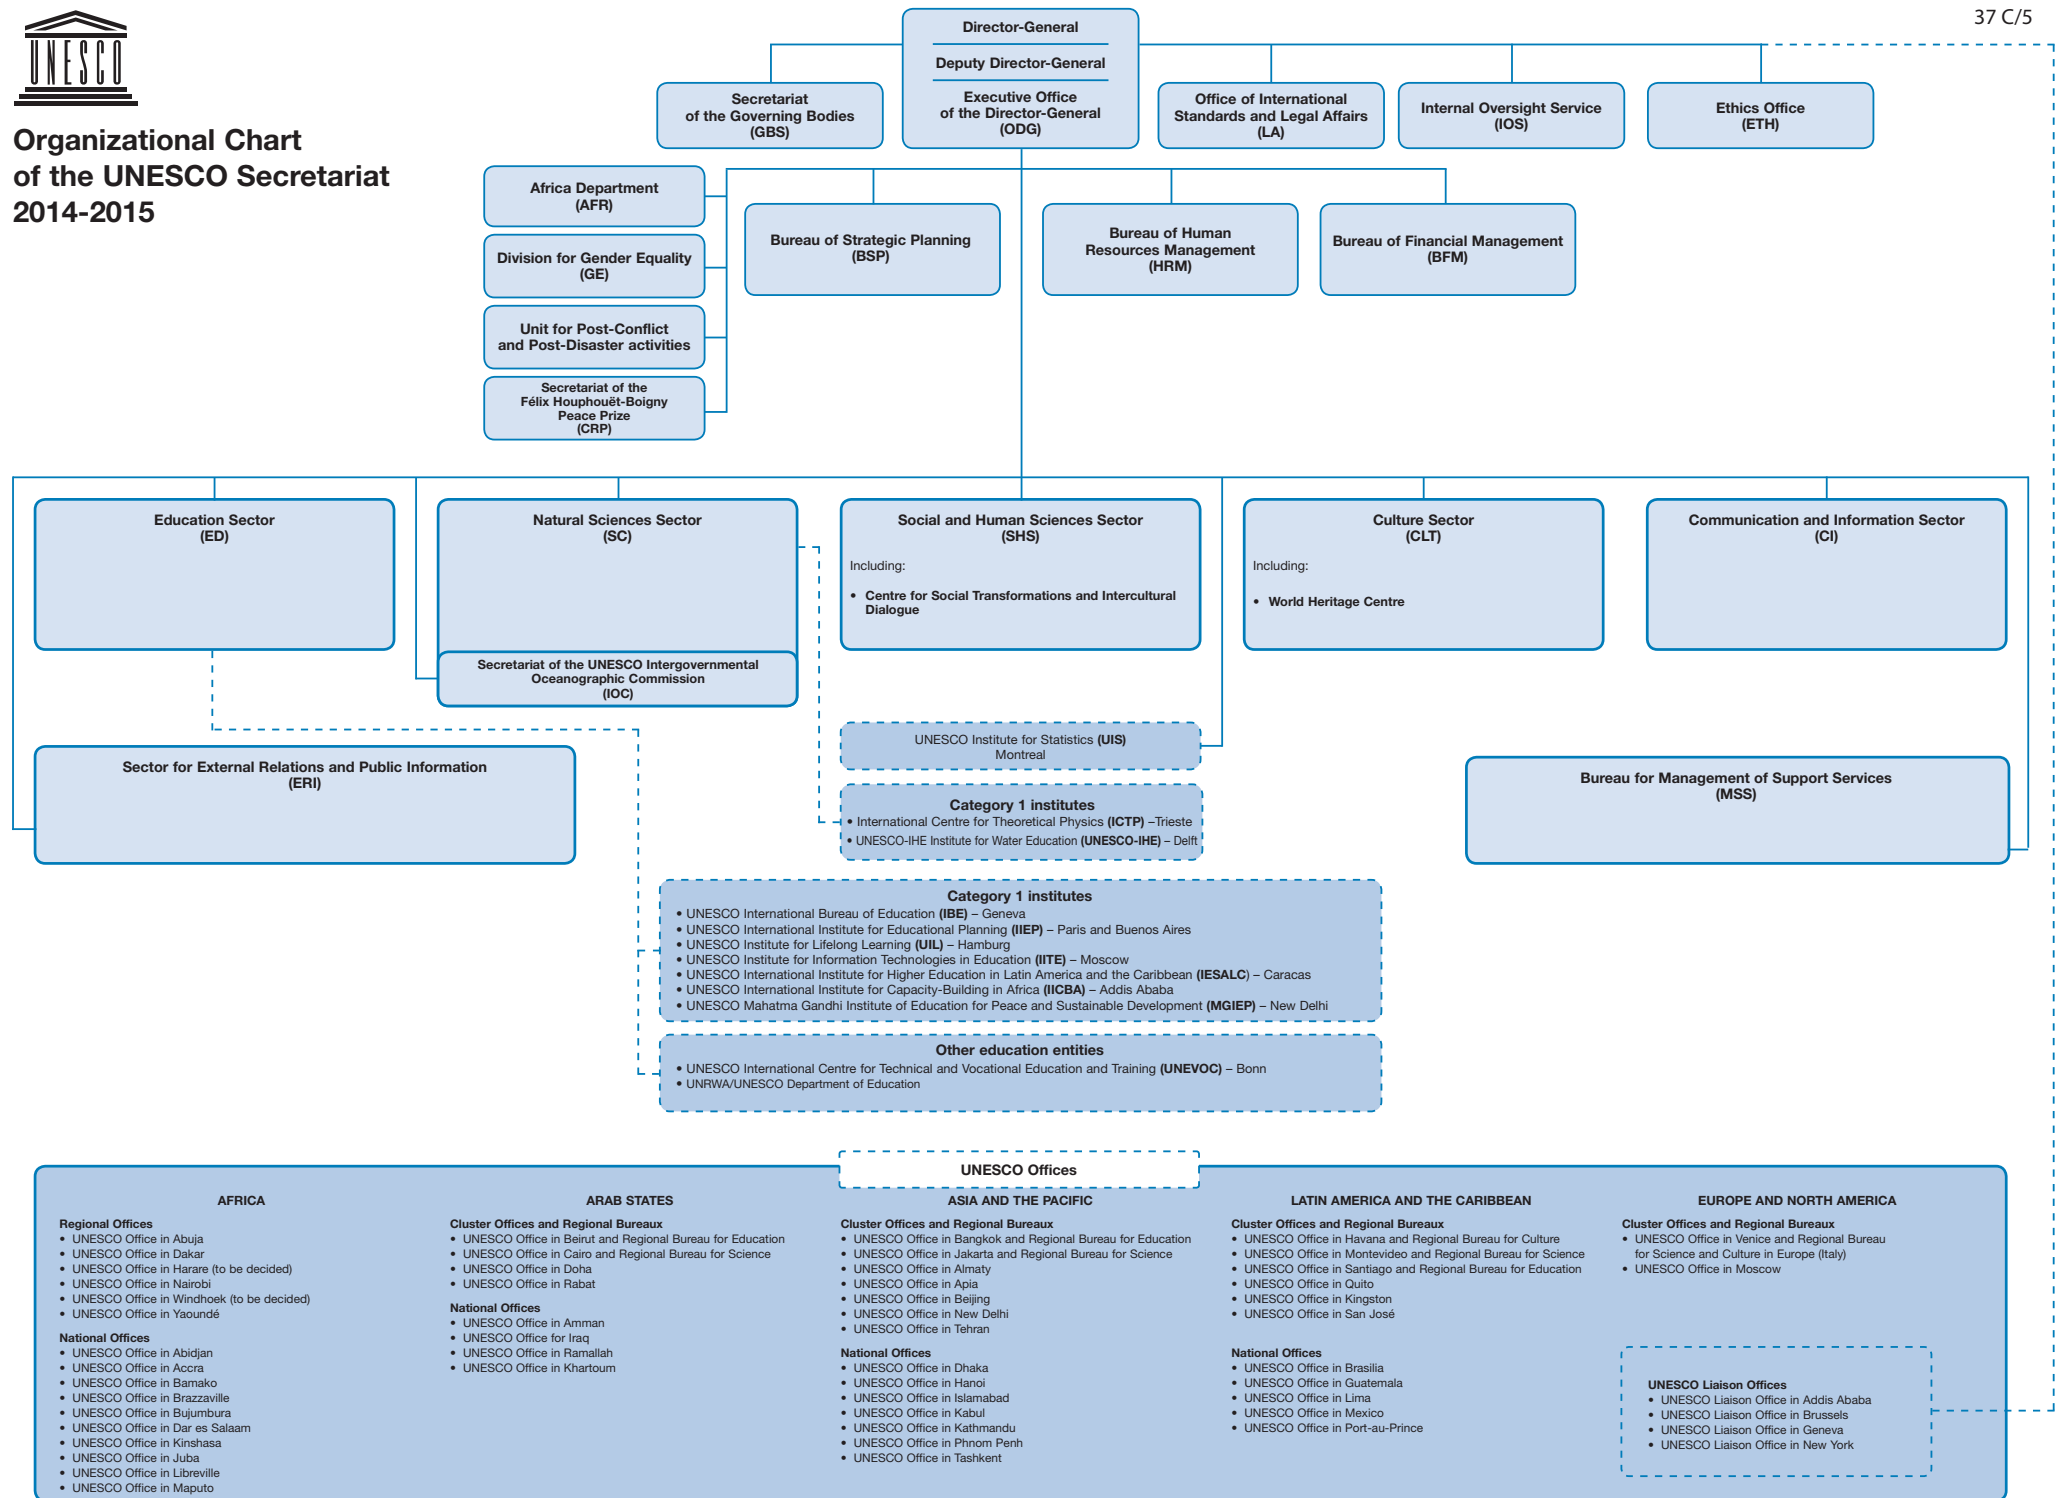 37 C/5
UNESCO
Organizational Chart
of the UNESCO Secretariat
2014-2015
Director-General
Deputy Director-General
Executive Office
of the Director-General
(ODG)
Secretariat
of the Governing Bodies
(GBS)
Office of International
Standards and Legal Affairs
(LA)
Internal Oversight Service
(IOS)
Ethics Office
(ETH)
Africa Department
(AFR)
Division for Gender Equality
(GE)
Unit for Post-Conflict
and Post-Disaster activities
Secretariat of the
Félix Houphouët-Boigny
Peace Prize
(CRP)
Bureau of Strategic Planning
(BSP)
Bureau of Human
Resources Management
(HRM)
Bureau of Financial Management
(BFM)
Education Sector
(ED)
Natural Sciences Sector
(SC)
Secretariat of the UNESCO Intergovernmental
Oceanographic Commission
(IOC)
Social and Human Sciences Sector
(SHS)
Including:
• Centre for Social Transformations and Intercultural
Dialogue
Culture Sector
(CLT)
Including:
• World Heritage Centre
Communication and Information Sector
(CI)
Sector for External Relations and Public Information
(ERI)
UNESCO Institute for Statistics (UIS)
Montreal
Category 1 institutes
• International Centre for Theoretical Physics (ICTP) –Trieste
• UNESCO-IHE Institute for Water Education (UNESCO-IHE) – Delft
Bureau for Management of Support Services
(MSS)
Category 1 institutes
• UNESCO International Bureau of Education (IBE) – Geneva
• UNESCO International Institute for Educational Planning (IIEP) – Paris and Buenos Aires
• UNESCO Institute for Lifelong Learning (UIL) – Hamburg
• UNESCO Institute for Information Technologies in Education (IITE) – Moscow
• UNESCO International Institute for Higher Education in Latin America and the Caribbean (IESALC) – Caracas
• UNESCO International Institute for Capacity-Building in Africa (IICBA) – Addis Ababa
• UNESCO Mahatma Gandhi Institute of Education for Peace and Sustainable Development (MGIEP) – New Delhi
Other education entities
• UNESCO International Centre for Technical and Vocational Education and Training (UNEVOC) – Bonn
• UNRWA/UNESCO Department of Education
UNESCO Offices
AFRICA
Regional Offices
• UNESCO Office in Abuja
• UNESCO Office in Dakar
• UNESCO Office in Harare (to be decided)
• UNESCO Office in Nairobi
• UNESCO Office in Windhoek (to be decided)
• UNESCO Office in Yaoundé
National Offices
• UNESCO Office in Abidjan
• UNESCO Office in Accra
• UNESCO Office in Bamako
• UNESCO Office in Brazzaville
• UNESCO Office in Bujumbura
• UNESCO Office in Dar es Salaam
• UNESCO Office in Kinshasa
• UNESCO Office in Juba
• UNESCO Office in Libreville
• UNESCO Office in Maputo
ARAB STATES
Cluster Offices and Regional Bureaux
• UNESCO Office in Beirut and Regional Bureau for Education
• UNESCO Office in Cairo and Regional Bureau for Science
• UNESCO Office in Doha
• UNESCO Office in Rabat
National Offices
• UNESCO Office in Amman
• UNESCO Office for Iraq
• UNESCO Office in Ramallah
• UNESCO Office in Khartoum
ASIA AND THE PACIFIC
Cluster Offices and Regional Bureaux
• UNESCO Office in Bangkok and Regional Bureau for Education
• UNESCO Office in Jakarta and Regional Bureau for Science
• UNESCO Office in Almaty
• UNESCO Office in Apia
• UNESCO Office in Beijing
• UNESCO Office in New Delhi
• UNESCO Office in Tehran
National Offices
• UNESCO Office in Dhaka
• UNESCO Office in Hanoi
• UNESCO Office in Islamabad
• UNESCO Office in Kabul
• UNESCO Office in Kathmandu
• UNESCO Office in Phnom Penh
• UNESCO Office in Tashkent
LATIN AMERICA AND THE CARIBBEAN
Cluster Offices and Regional Bureaux
• UNESCO Office in Havana and Regional Bureau for Culture
• UNESCO Office in Montevideo and Regional Bureau for Science
• UNESCO Office in Santiago and Regional Bureau for Education
• UNESCO Office in Quito
• UNESCO Office in Kingston
• UNESCO Office in San José
National Offices
• UNESCO Office in Brasilia
• UNESCO Office in Guatemala
• UNESCO Office in Lima
• UNESCO Office in Mexico
• UNESCO Office in Port-au-Prince
EUROPE AND NORTH AMERICA
Cluster Offices and Regional Bureaux
• UNESCO Office in Venice and Regional Bureau
for Science and Culture in Europe (Italy)
• UNESCO Office in Moscow
UNESCO Liaison Offices
• UNESCO Liaison Office in Addis Ababa
• UNESCO Liaison Office in Brussels
• UNESCO Liaison Office in Geneva
• UNESCO Liaison Office in New York